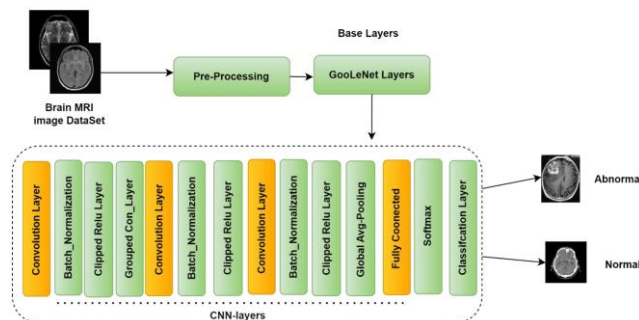 Base Layers
Pre-Processing
GooLeNet Layers
Brain MRI
image DataSet
Convolution Layer
Batch_Normalization
Clipped Relu Layer
Grouped Con_Layer
Convolution Layer
Batch_Normalization
Clipped Relu Layer
Convolution Layer
Batch_Normalization
Clipped Relu Layer
Global Avg-Pooling
Fully Coonected
Softmax
Classifcation Layer
CNN-layers
Abnorma
Normal